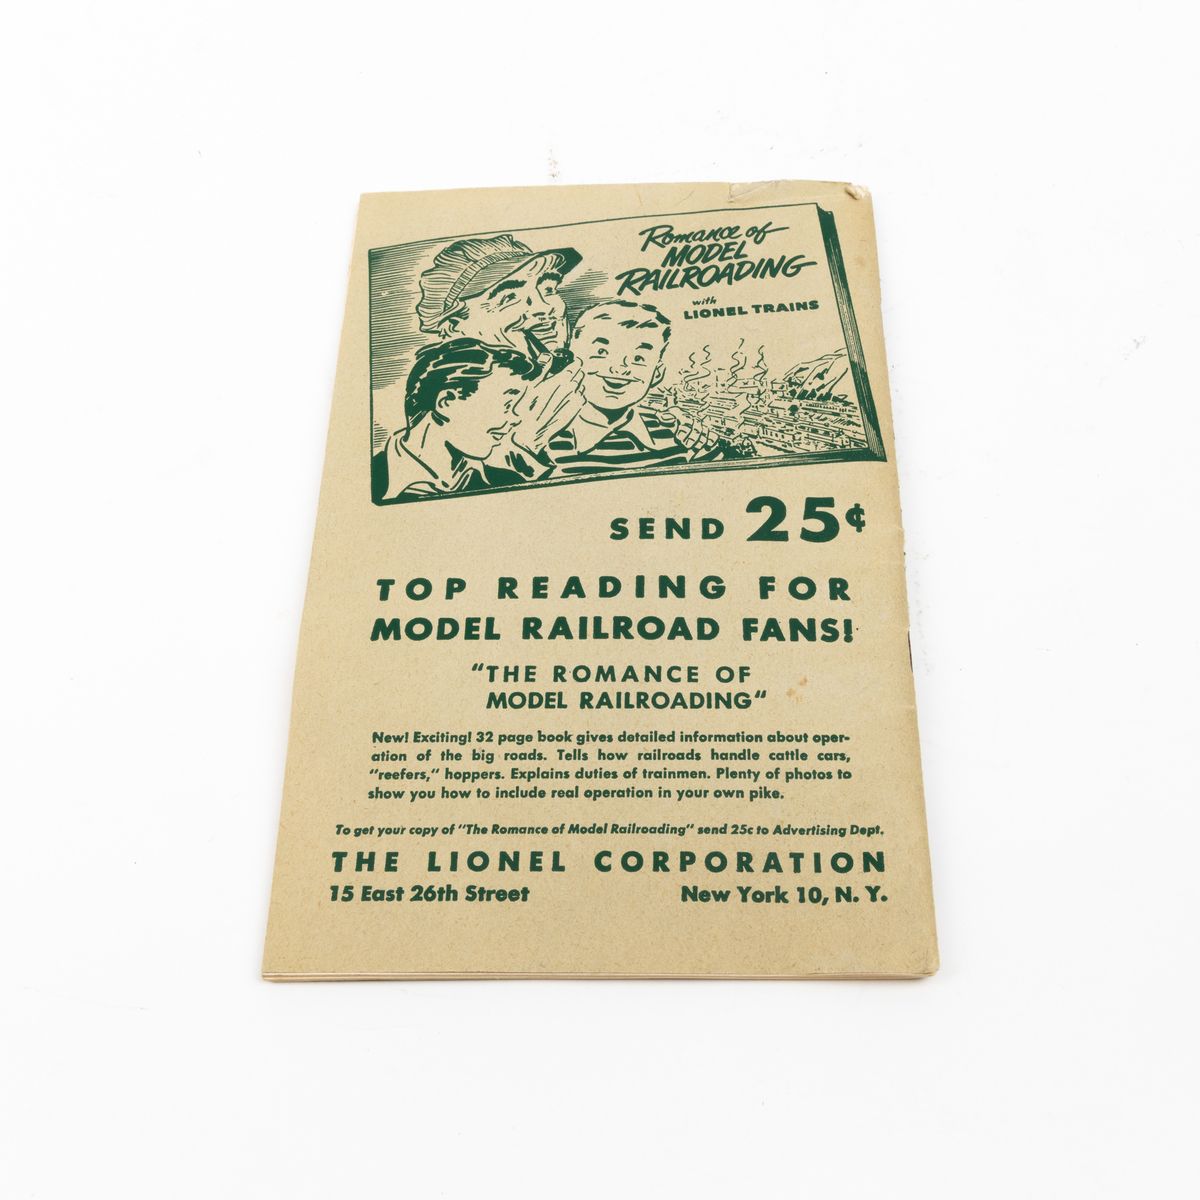 Romance of
MODEL
RAILROADING
with
LIONEL TRAINS
SEND 25¢
TOP READING FOR
MODEL RAILROAD FANS!
"THE ROMANCE OF
MODEL RAILROADING"
New! Exciting! 32 page book gives detailed information about oper-
ation of the big roads. Tells how railroads handle cattle cars,
"reefers," hoppers. Explains duties of trainmen. Plenty of photos to
show you how to include real operation in your own pike.
To get your copy of "The Romance of Model Railroading" send 25c to Advertising Dept.
THE LIONEL CORPORATION
15 East 26th Street New York 10, N. Y.